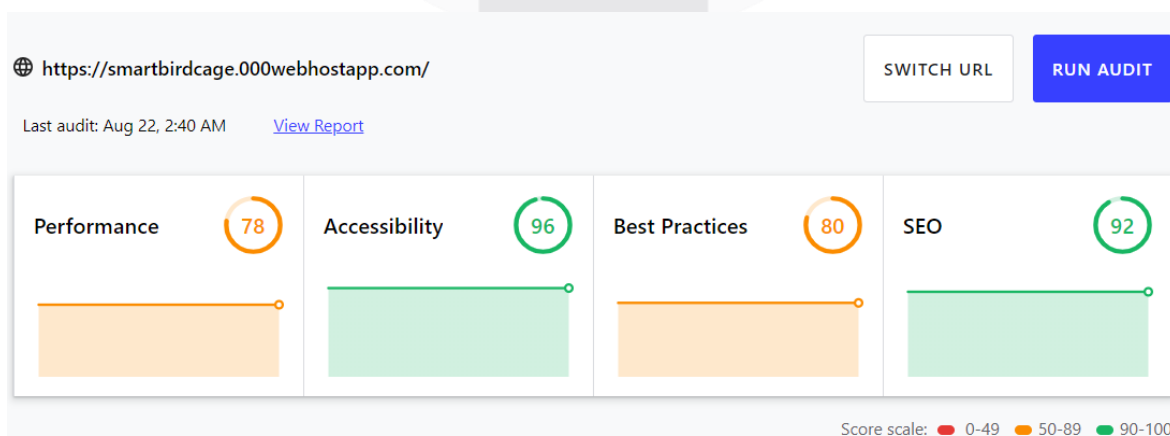 https://smartbirdcage.000webhostapp.com/
SWITCH URL
RUN AUDIT
Last audit: Aug 22, 2:40 AM
View Report
Performance
78
Accessibility
96
Best Practices
80
SEO
92
Score scale: 0-49 50-89 90-100